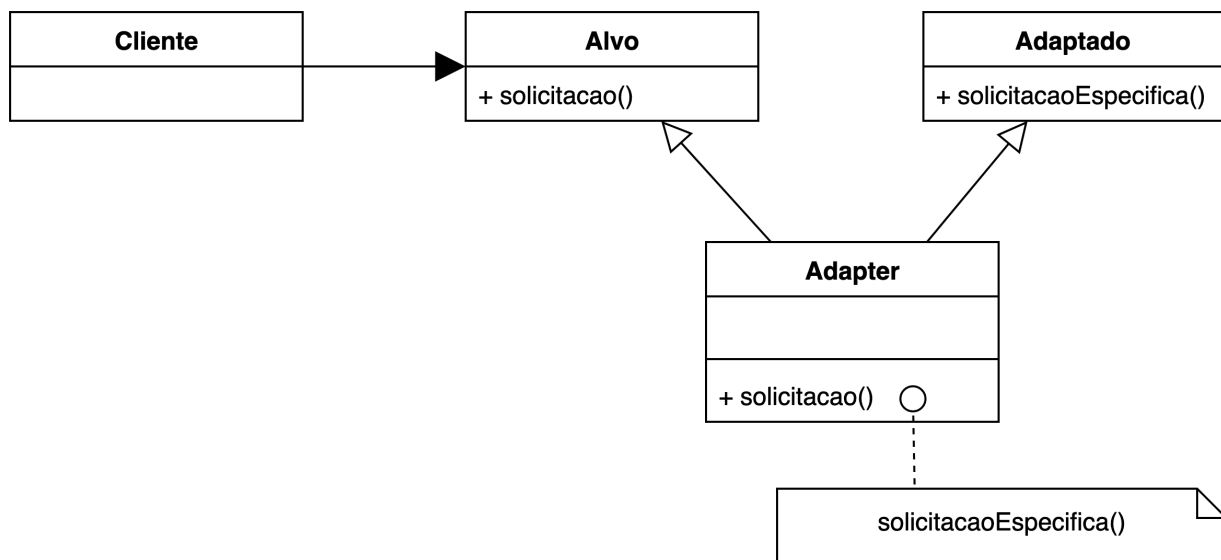 Cliente
Alvo
Adaptado
+ solicitacao()
+ solicitacaoEspecifica()
Adapter
+ solicitacao()
solicitacaoEspecifica()